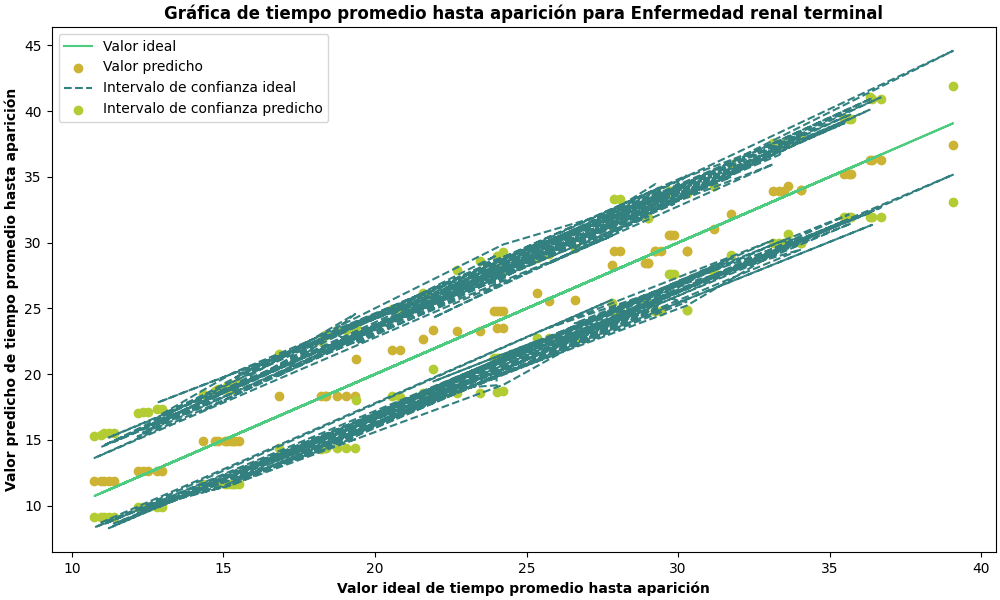 Gráfica de tiempo promedio hasta aparición para Enfermedad renal terminal
Valor ideal
Valor predicho
Intervalo de confianza ideal
Intervalo de confianza predicho
Valor predicho de tiempo promedio hasta aparición
45
40
35
30
25
20
15
10
10 15 20 25 30 35 40
Valor ideal de tiempo promedio hasta aparición